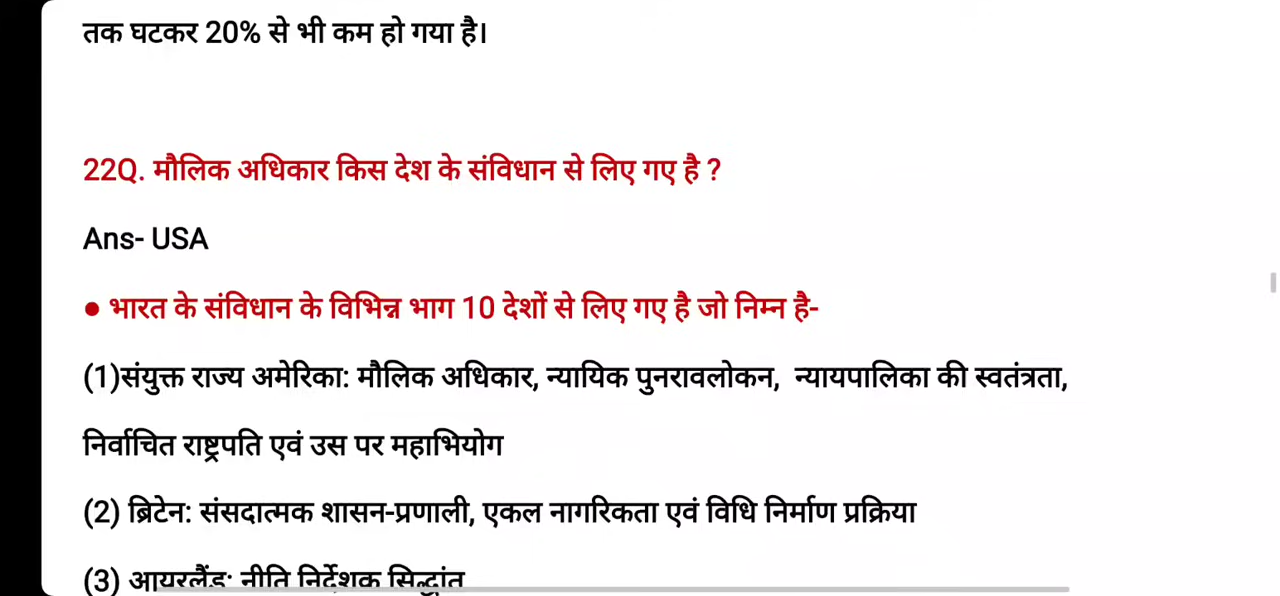 तक घटकर 20% से भी कम हो गया है।
22Q. मौलिक अधिकार किस देश के संविधान से लिए गए है ?
Ans- USA
● भारत के संविधान के विभिन्न भाग 10 देशों से लिए गए है जो निम्न है-
(1)संयुक्त राज्य अमेरिका: मौलिक अधिकार, न्यायिक पुनरावलोकन, न्यायपालिका की स्वतंत्रता,
निर्वाचित राष्ट्रपति एवं उस पर महाभियोग
(2) ब्रिटेन: संसदात्मक शासन-प्रणाली, एकल नागरिकता एवं विधि निर्माण प्रक्रिया
(3) आयरलैंड: नीति निर्देशक सिद्धांत